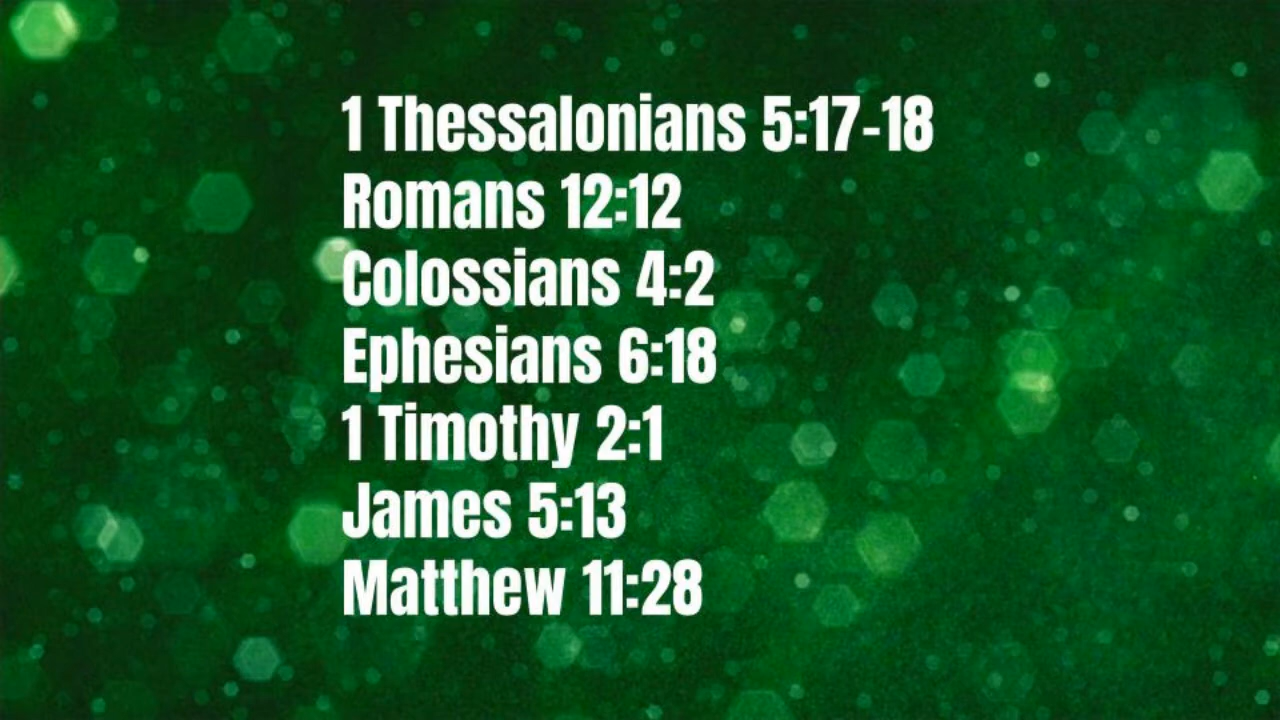 1 Thessalonians 5:17-18
Romans 12:12
Colossians 4:2
Ephesians 6:18
1 Timothy 2:1
James 5:13
Matthew 11:28